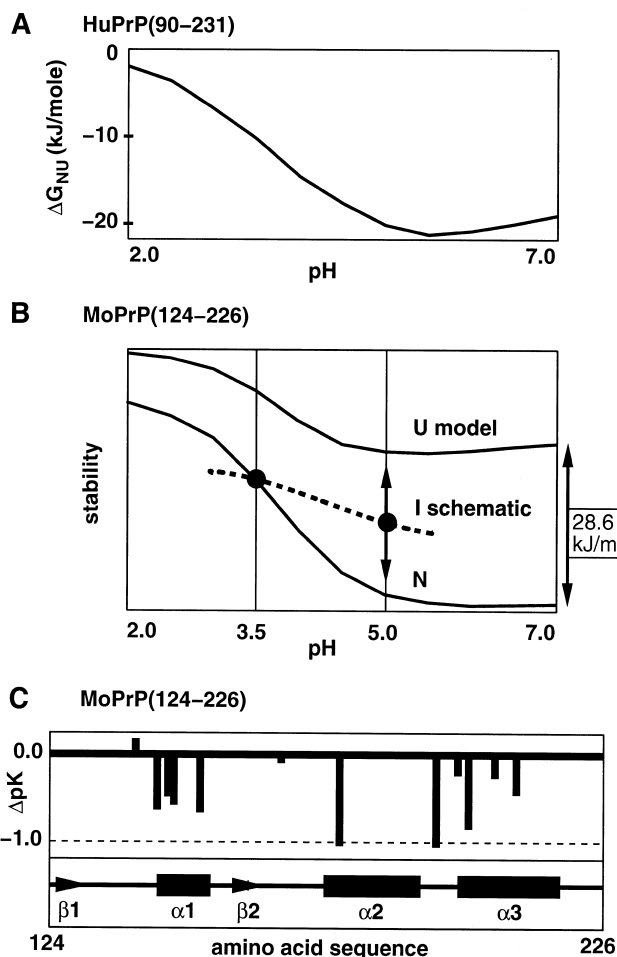 A HuPrP(90–231)
0
–10
–20
ΔG_NU (kJ/mole)
2.0 7.0
pH
B MoPrP(124–226)
stability
U model
I schematic
N
28.6
kJ/m
2.0 3.5 5.0 7.0
pH
C MoPrP(124–226)
0.0
–1.0
ΔpK
β1 α1 β2 α2 α3
124 amino acid sequence 226